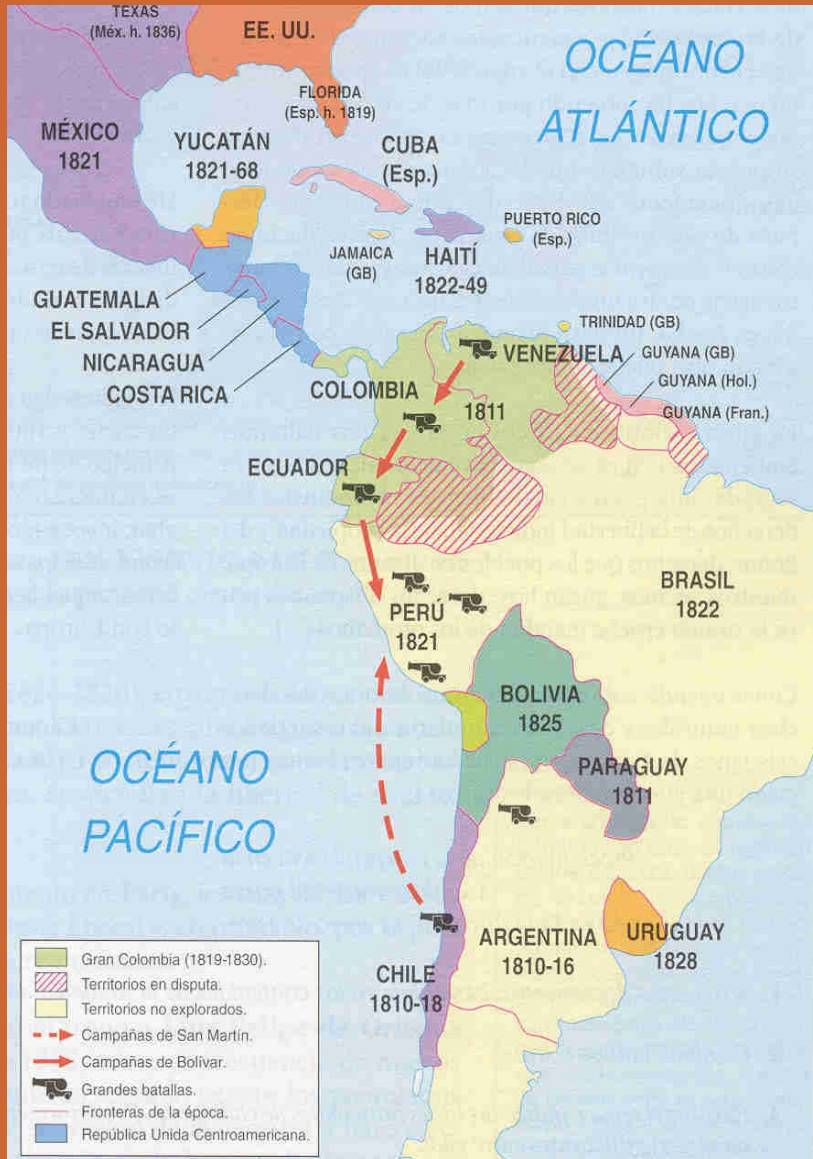 TEXAS
(Méx. h. 1836)
EE. UU.
OCÉANO
ATLÁNTICO
FLORIDA
(Esp. h. 1819)
MÉXICO
1821
YUCATÁN
1821-68
CUBA
(Esp.)
PUERTO RICO
(Esp.)
JAMAICA
(GB)
HAITÍ
1822-49
GUATEMALA
EL SALVADOR
NICARAGUA
COSTA RICA
TRINIDAD (GB)
VENEZUELA
GUYANA (GB)
GUYANA (Hol.)
GUYANA (Fran.)
COLOMBIA
1811
ECUADOR
BRASIL
1822
PERÚ
1821
BOLIVIA
1825
OCÉANO
PACÍFICO
PARAGUAY
1811
ARGENTINA
1810-16
URUGUAY
1828
CHILE
1810-18
Gran Colombia (1819-1830).
Territorios en disputa.
Territorios no explorados.
Campañas de San Martín.
Campañas de Bolívar.
Grandes batallas.
Fronteras de la época.
República Unida Centroamericana.